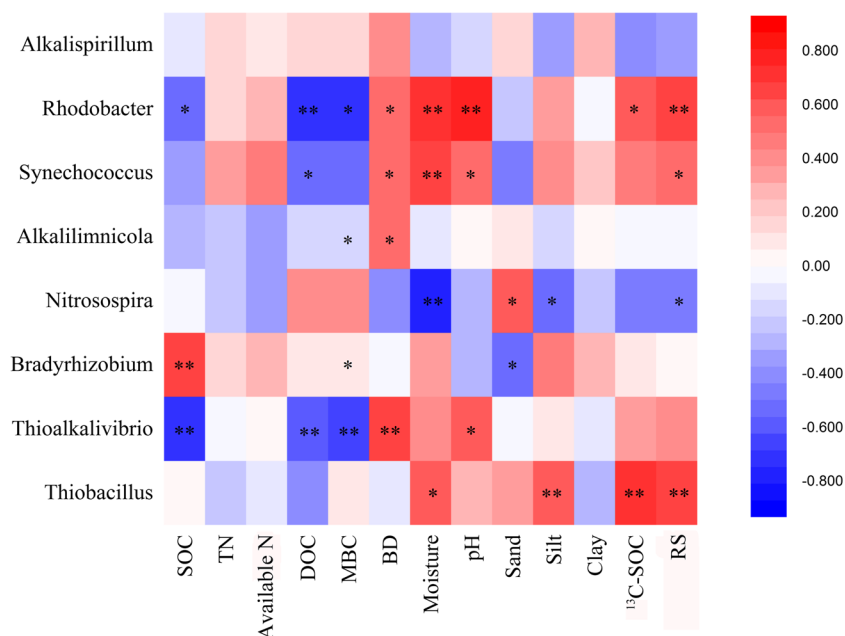 Alkalispirillum
Rhodobacter * ** * * ** ** * **
Synechococcus * * ** * *
Alkalilimnicola * *
Nitrosospira ** * * *
Bradyrhizobium ** * *
Thioalkalivibrio ** ** ** ** *
Thiobacillus * ** ** **
SOC
TN
Available N
DOC
MBC
BD
Moisture
pH
Sand
Silt
Clay
¹³C-SOC
RS
0.800
0.600
0.400
0.200
0.00
-0.200
-0.400
-0.600
-0.800